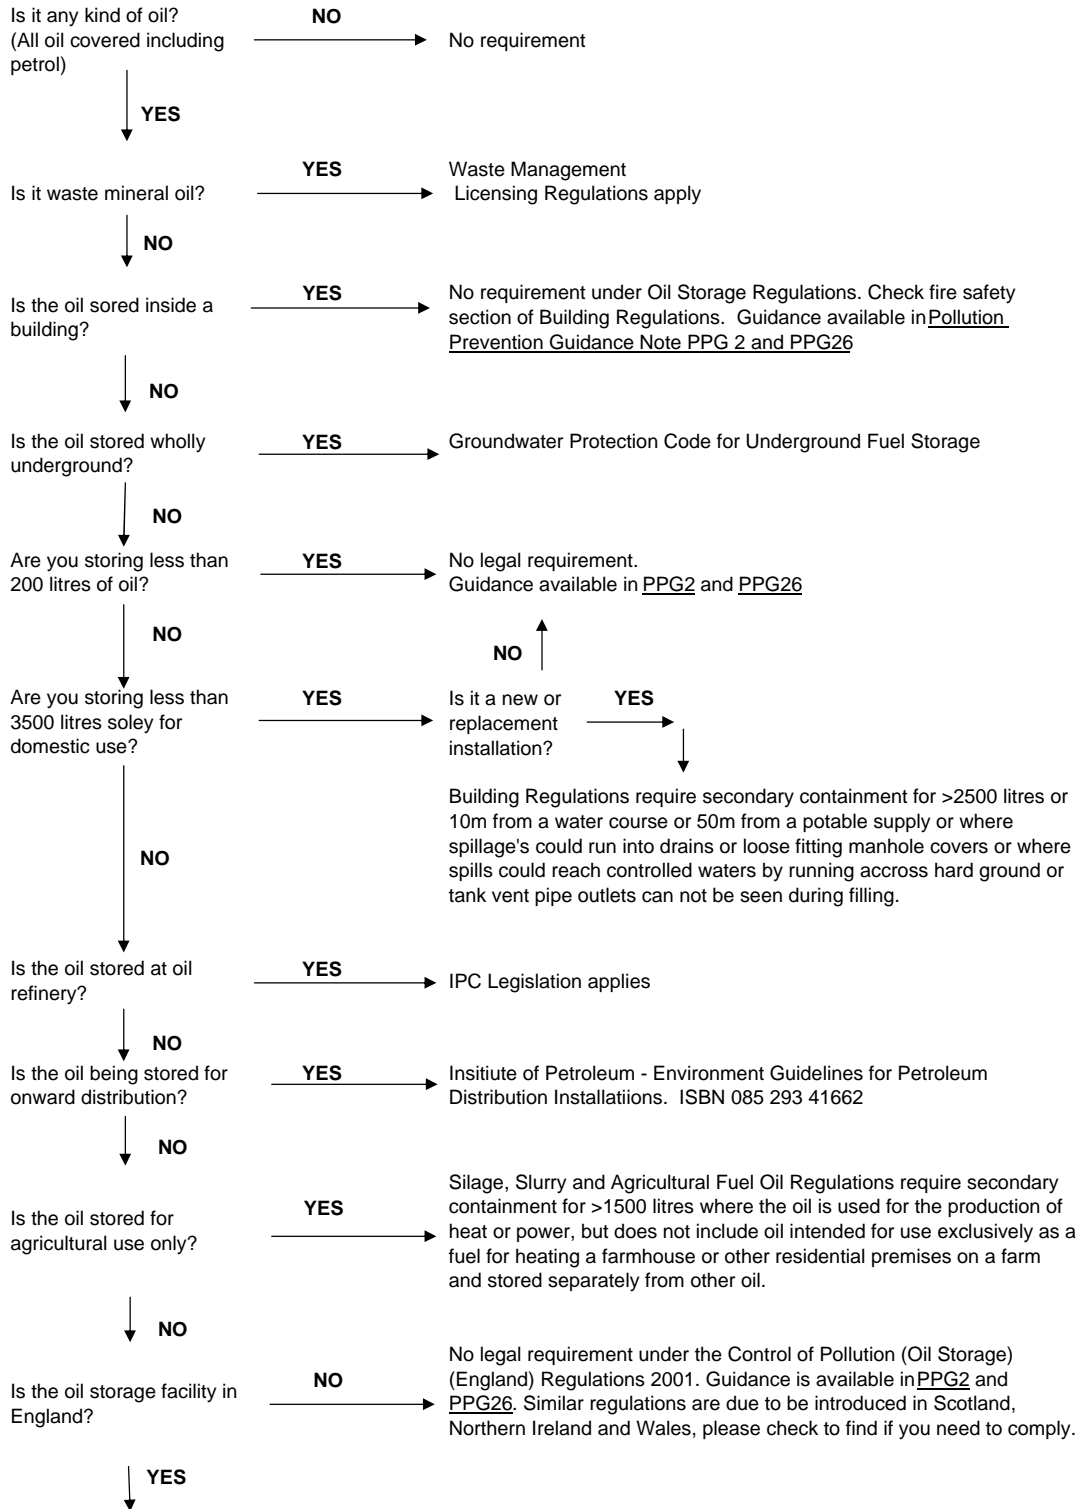 Is it any kind of oil?
(All oil covered including
petrol)
NO
No requirement
YES
Is it waste mineral oil?
YES
Waste Management
Licensing Regulations apply
NO
Is the oil sored inside a
building?
YES
No requirement under Oil Storage Regulations. Check fire safety
section of Building Regulations. Guidance available in Pollution
Prevention Guidance Note PPG 2 and PPG26
NO
Is the oil stored wholly
underground?
YES
Groundwater Protection Code for Underground Fuel Storage
NO
Are you storing less than
200 litres of oil?
YES
No legal requirement.
Guidance available in PPG2 and PPG26
NO
NO
Are you storing less than
3500 litres soley for
domestic use?
YES
Is it a new or
replacement
installation?
YES
Building Regulations require secondary containment for >2500 litres or
10m from a water course or 50m from a potable supply or where
spillage's could run into drains or loose fitting manhole covers or where
spills could reach controlled waters by running accross hard ground or
tank vent pipe outlets can not be seen during filling.
NO
Is the oil stored at oil
refinery?
YES
IPC Legislation applies
NO
Is the oil being stored for
onward distribution?
YES
Insitiute of Petroleum - Environment Guidelines for Petroleum
Distribution Installatiions. ISBN 085 293 41662
NO
Is the oil stored for
agricultural use only?
YES
Silage, Slurry and Agricultural Fuel Oil Regulations require secondary
containment for >1500 litres where the oil is used for the production of
heat or power, but does not include oil intended for use exclusively as a
fuel for heating a farmhouse or other residential premises on a farm
and stored separately from other oil.
NO
Is the oil storage facility in
England?
NO
No legal requirement under the Control of Pollution (Oil Storage)
(England) Regulations 2001. Guidance is available in PPG2 and
PPG26. Similar regulations are due to be introduced in Scotland,
Northern Ireland and Wales, please check to find if you need to comply.
YES